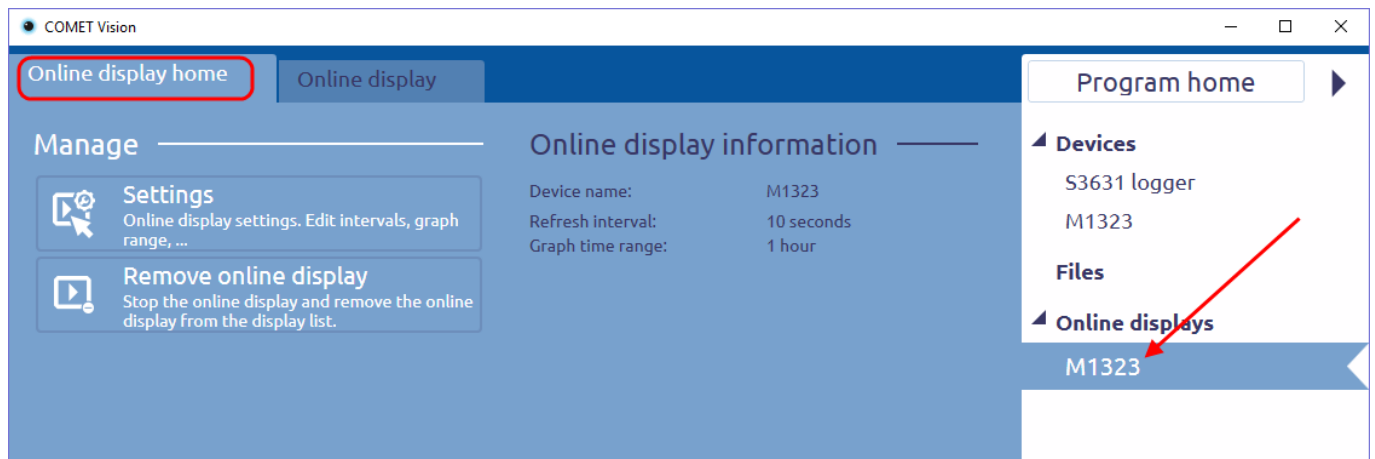 COMET Vision
Online display home
Online display
Manage
Settings
Online display settings. Edit intervals, graph
range, ...
Remove online display
Stop the online display and remove the online
display from the display list.
Online display information
Device name: M1323
Refresh interval: 10 seconds
Graph time range: 1 hour
Program home
Devices
S3631 logger
M1323
Files
Online displays
M1323